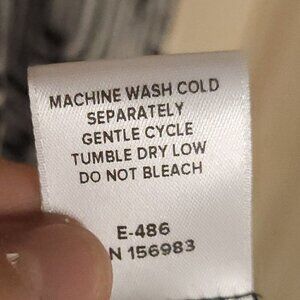 MACHINE WASH COLD
SEPARATELY
GENTLE CYCLE
TUMBLE DRY LOW
DO NOT BLEACH
E-486
N 156983